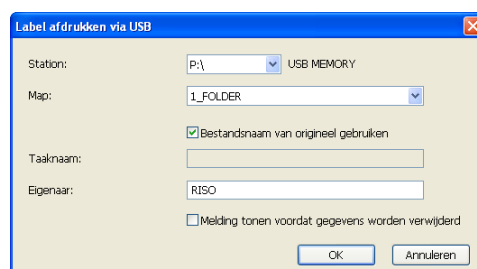 Label afdrukken via USB
Station: P:\ USB MEMORY
Map: 1_FOLDER
Bestandsnaam van origineel gebruiken
Taaknaam:
Eigenaar: RISO
Melding tonen voordat gegevens worden verwijderd
OK Annuleren